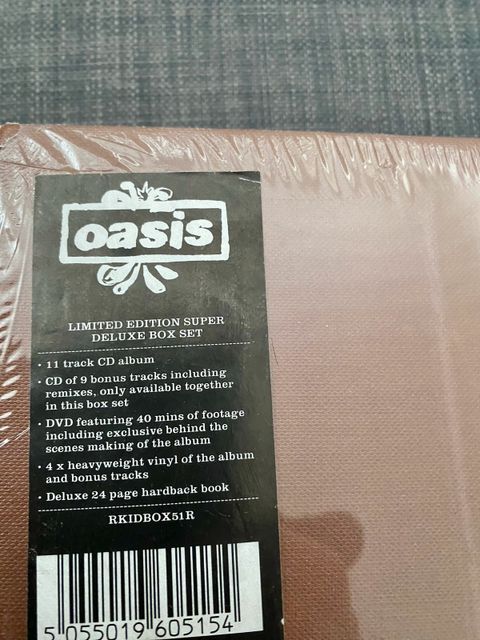 oasis
LIMITED EDITION SUPER
DELUXE BOX SET
· 11 track CD album
· CD of 9 bonus tracks including
remixes, only available together
in this box set
· DVD featuring 40 mins of footage
including exclusive behind the
scenes making of the album
· 4 x heavyweight vinyl of the album
and bonus tracks
· Deluxe 24 page hardback book
RKIDBOX51R
5 055019 605154